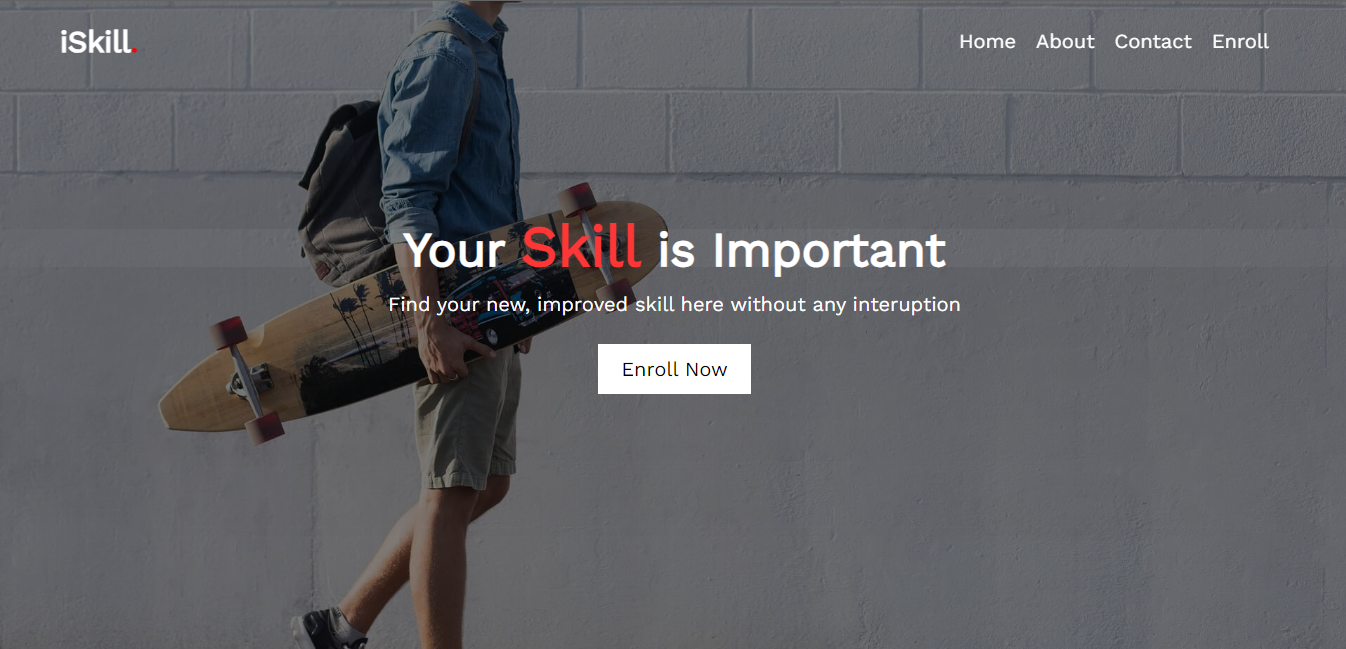 iSkill.
Home About Contact Enroll
Your Skill is Important
Find your new, improved skill here without any interuption
Enroll Now